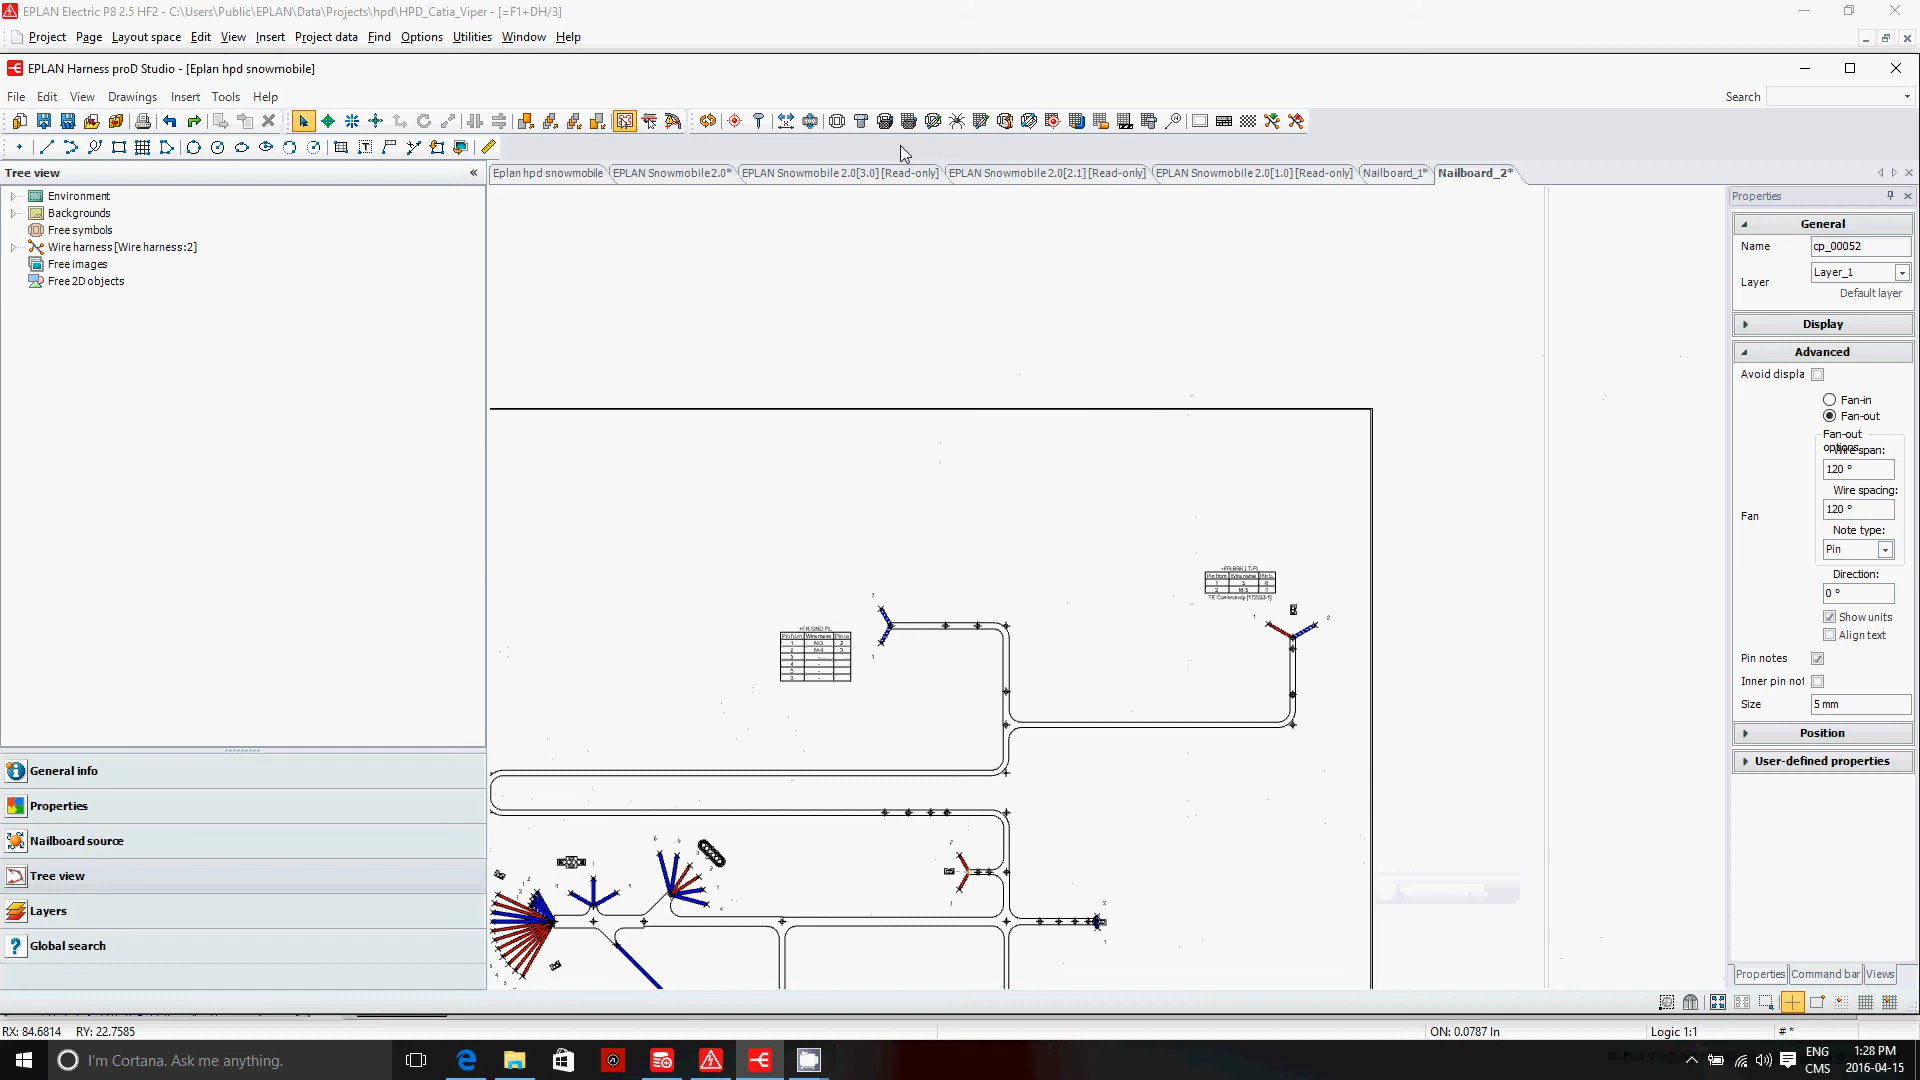 EPLAN Electric P8 2.5 HF2 - C:\Users\Public\EPLAN\Data\Projects\hpd\HPD_Catia_Viper - [=F1+DH/3]
Project Page Layout space Edit View Insert Project data Find Options Utilities Window Help
EPLAN Harness proD Studio - [Eplan hpd snowmobile]
File Edit View Drawings Insert Tools Help
Search
Tree view
Eplan hpd snowmobile EPLAN Snowmobile 2.0* EPLAN Snowmobile 2.0[3.0] [Read-only] EPLAN Snowmobile 2.0[2.1] [Read-only] EPLAN Snowmobile 2.0[1.0] [Read-only] Nailboard_1* Nailboard_2*
Environment
Backgrounds
Free symbols
Wire harness [Wire harness:2]
Free images
Free 2D objects
General info
Properties
Nailboard source
Tree view
Layers
Global search
Properties
General
Name cp_00052
Layer Layer_1
Default layer
Display
Advanced
Avoid displa
Fan-in
Fan-out
Fan-out options
Wire span:
120 °
Wire spacing:
120 °
Fan
Note type:
Pin
Direction:
0 °
Show units
Align text
Pin notes
Inner pin not
Size 5 mm
Position
User-defined properties
Properties Command bar Views
RX: 84.6814 RY: 22.7585
ON: 0.0787 In
Logic 1:1
# *
I'm Cortana. Ask me anything.
ENG
CMS
1:28 PM
2016-04-15